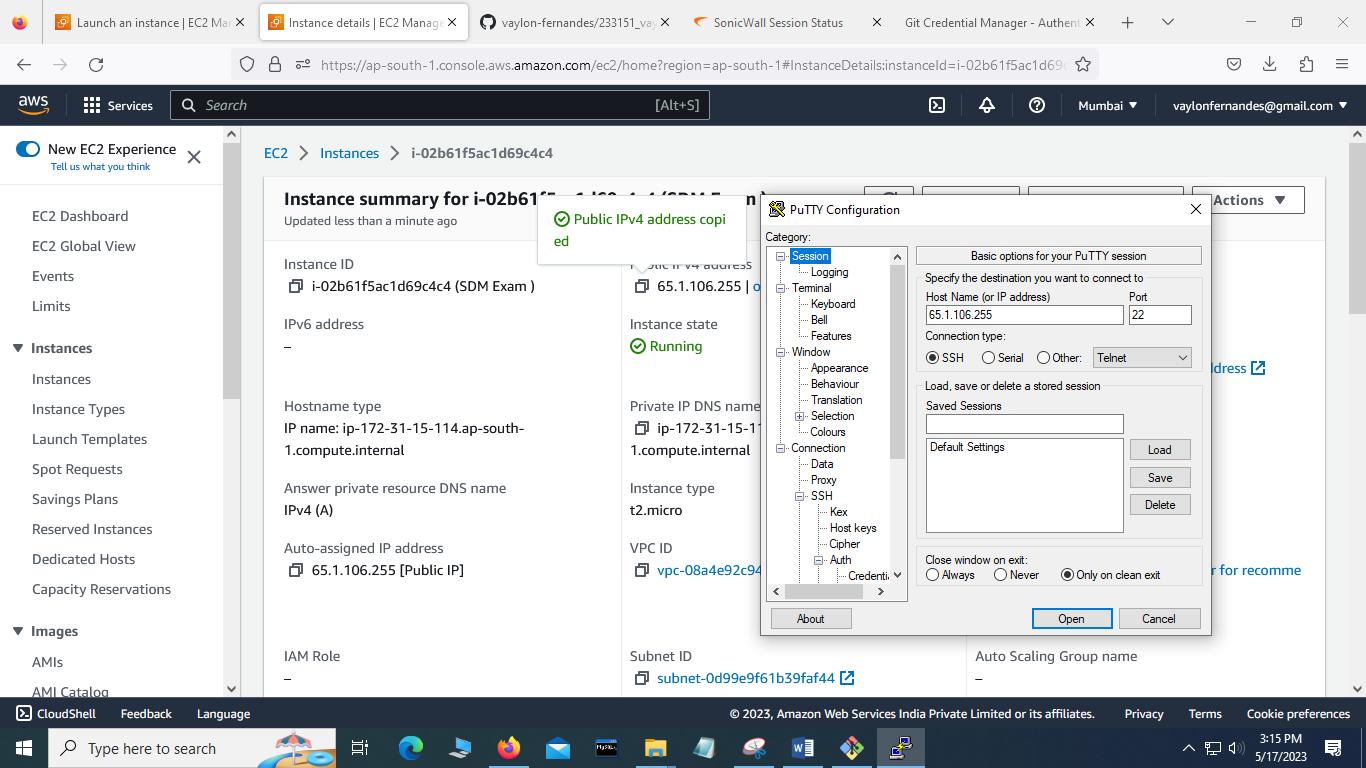 Launch an instance | EC2 Man
Instance details | EC2 Manage
vaylon-fernandes/233151_vay
SonicWall Session Status
Git Credential Manager - Authenti
https://ap-south-1.console.aws.amazon.com/ec2/home?region=ap-south-1#InstanceDetails:instanceId=i-02b61f5ac1d69c
aws
Services
Search
[Alt+S]
Mumbai
vaylonfernandes@gmail.com
New EC2 Experience
Tell us what you think
EC2 Dashboard
EC2 Global View
Events
Limits
Instances
Instances
Instance Types
Launch Templates
Spot Requests
Savings Plans
Reserved Instances
Dedicated Hosts
Capacity Reservations
Images
AMIs
AMI Catalog
EC2
Instances
i-02b61f5ac1d69c4c4
Instance summary for i-02b61f5ac1d69c4c4 (SDM Exam )
Updated less than a minute ago
Actions
Public IPv4 address copi
ed
Instance ID
i-02b61f5ac1d69c4c4 (SDM Exam )
Public IPv4 address
65.1.106.255 | o
IPv6 address
–
Instance state
Running
ddress
Hostname type
IP name: ip-172-31-15-114.ap-south-
1.compute.internal
Private IP DNS name
ip-172-31-15-11
1.compute.internal
Answer private resource DNS name
IPv4 (A)
Instance type
t2.micro
Auto-assigned IP address
65.1.106.255 [Public IP]
VPC ID
vpc-08a4e92c94
r for recomme
IAM Role
–
Subnet ID
subnet-0d99e9f61b39faf44
Auto Scaling Group name
–
PuTTY Configuration
Category:
Session
Logging
Terminal
Keyboard
Bell
Features
Window
Appearance
Behaviour
Translation
Selection
Colours
Connection
Data
Proxy
SSH
Kex
Host keys
Cipher
Auth
Credentia
Basic options for your PuTTY session
Specify the destination you want to connect to
Host Name (or IP address)
Port
65.1.106.255
22
Connection type:
SSH
Serial
Other:
Telnet
Load, save or delete a stored session
Saved Sessions
Default Settings
Load
Save
Delete
Close window on exit:
Always
Never
Only on clean exit
About
Open
Cancel
CloudShell
Feedback
Language
© 2023, Amazon Web Services India Private Limited or its affiliates.
Privacy
Terms
Cookie preferences
Type here to search
MySQL
3:15 PM
5/17/2023